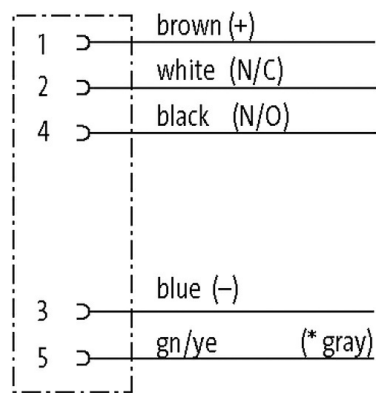 1 brown (+)
2 white (N/C)
4 black (N/O)
3 blue (–)
5 gn/ye (* gray)